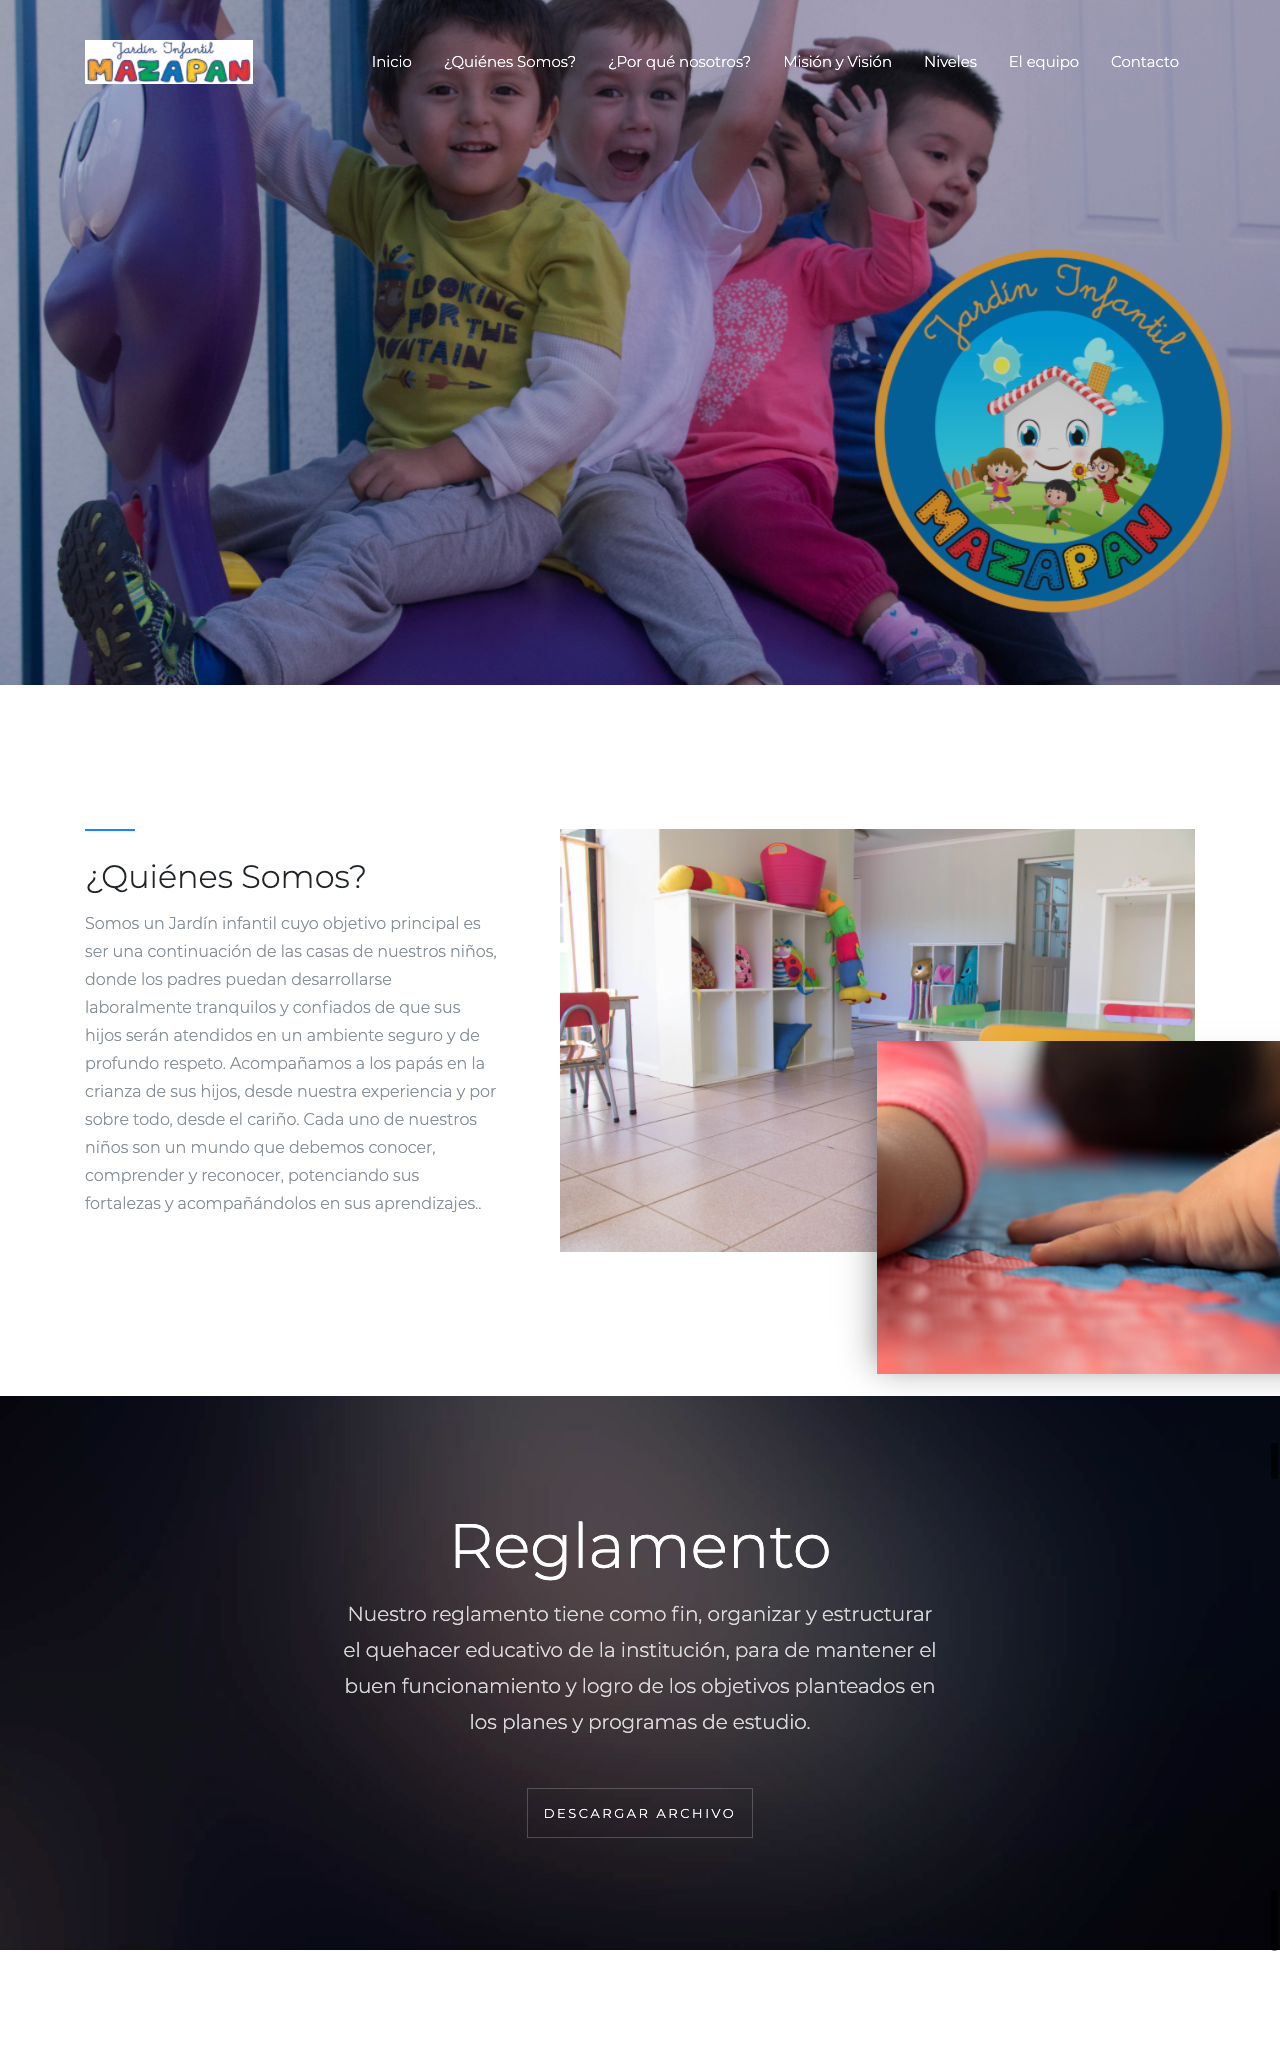 Jardín Infantil
MAZAPAN
Inicio ¿Quiénes Somos? ¿Por qué nosotros? Misión y Visión Niveles El equipo Contacto
LOOKING
FOR THE
MOUNTAIN
Jardín Infantil
MAZAPAN
¿Quiénes Somos?
Somos un Jardín infantil cuyo objetivo principal es
ser una continuación de las casas de nuestros niños,
donde los padres puedan desarrollarse
laboralmente tranquilos y confiados de que sus
hijos serán atendidos en un ambiente seguro y de
profundo respeto. Acompañamos a los papás en la
crianza de sus hijos, desde nuestra experiencia y por
sobre todo, desde el cariño. Cada uno de nuestros
niños son un mundo que debemos conocer,
comprender y reconocer, potenciando sus
fortalezas y acompañándolos en sus aprendizajes..
Reglamento
Nuestro reglamento tiene como fin, organizar y estructurar
el quehacer educativo de la institución, para de mantener el
buen funcionamiento y logro de los objetivos planteados en
los planes y programas de estudio.
DESCARGAR ARCHIVO